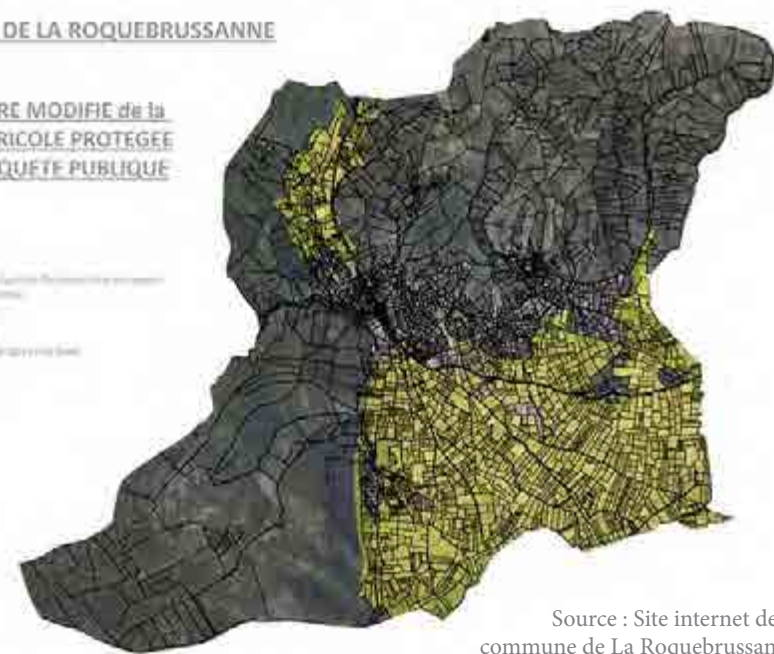 DE LA ROQUEBRUSSANNE
RE MODIFIE de la
RICOLE PROTEGEE
QUETE PUBLIQUE
Source : Site internet de
commune de La Roquebrussan